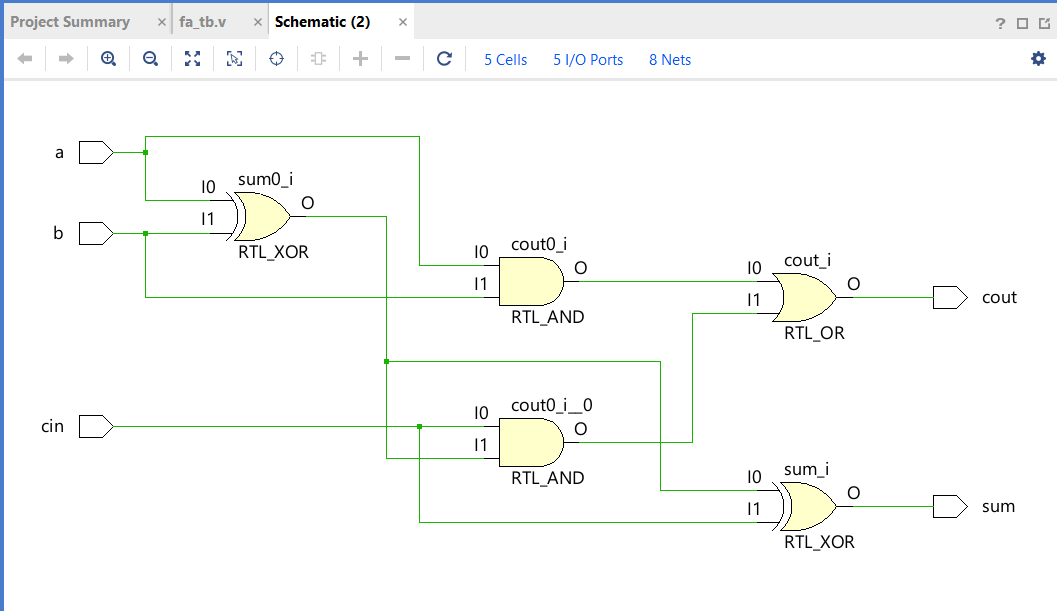 Project Summary × fa_tb.v × Schematic (2) × ?
5 Cells 5 I/O Ports 8 Nets
a
sum0_i
I0
O
I1
b
RTL_XOR
cout0_i
I0
O
I1
RTL_AND
cout_i
I0
O
I1
cout
RTL_OR
cout0_i__0
I0
cin
O
I1
RTL_AND
sum_i
I0
O
I1
sum
RTL_XOR